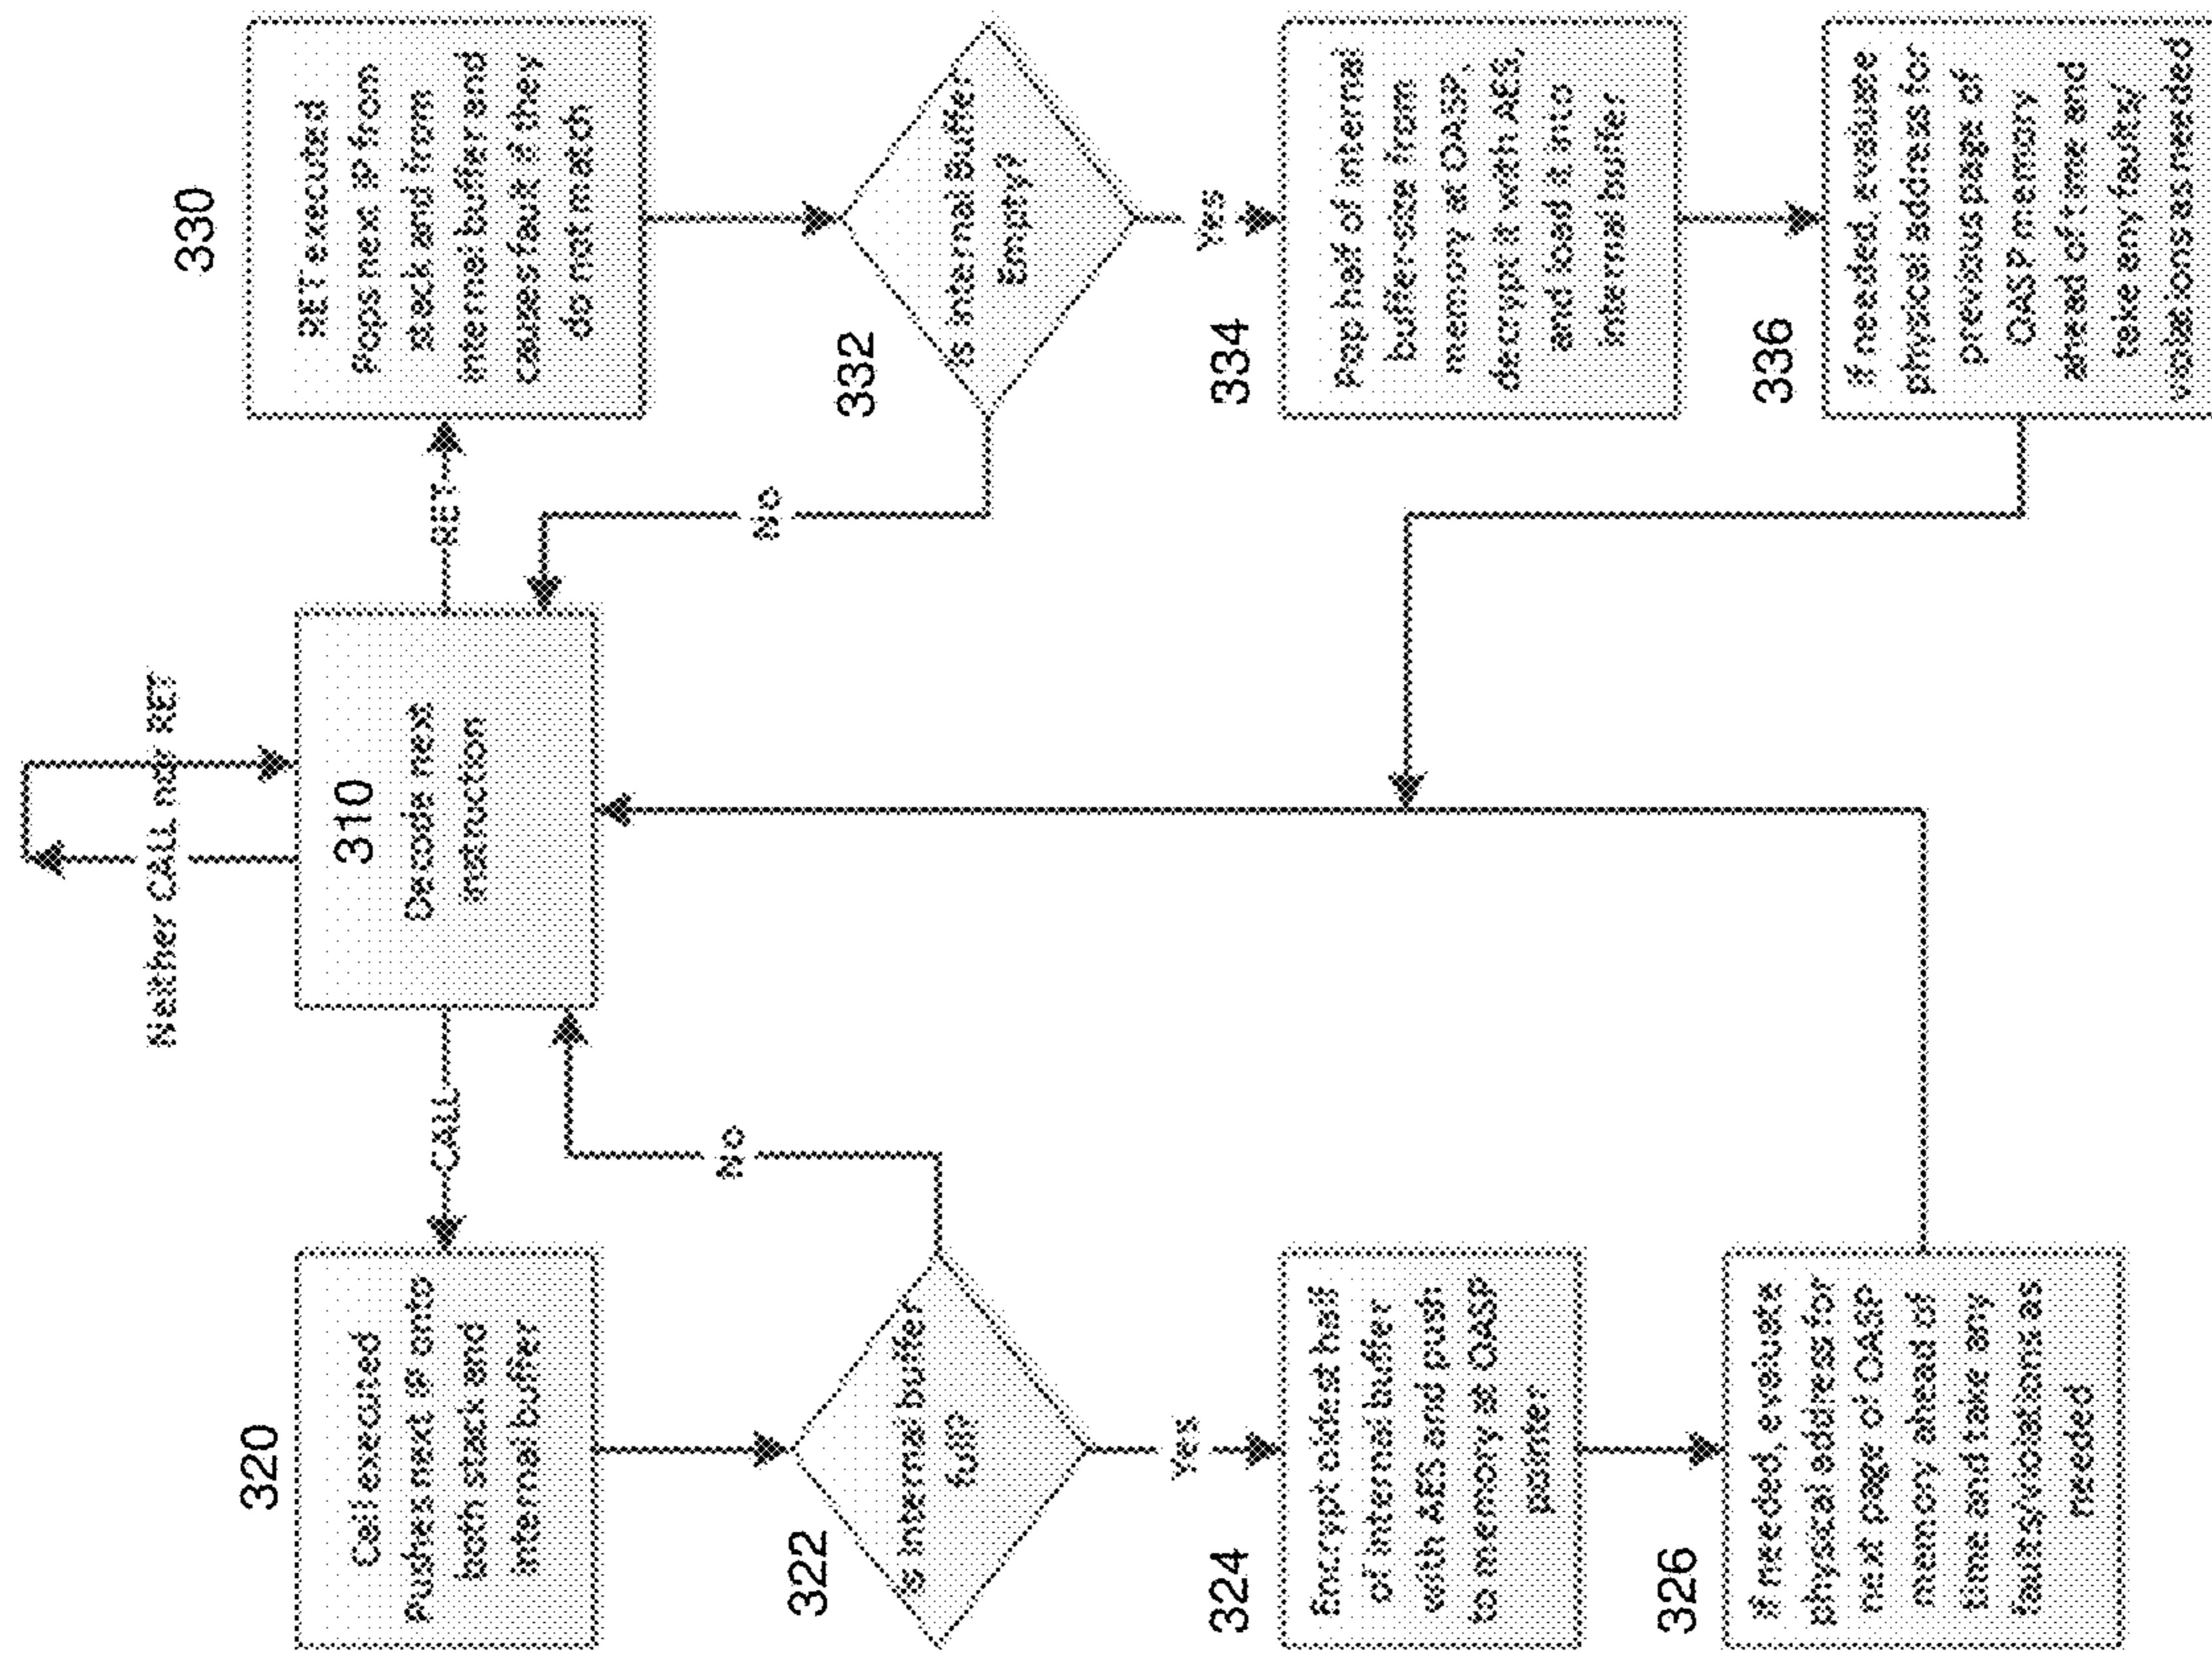 Neither CALL nor RET
310
Decode next
instruction
CALL
RET
320
Call executed
Pushes next IP onto
both stack and
internal buffer
322
Is internal buffer
full?
No
Yes
324
Encrypt oldest half
of internal buffer
with AES and push
to memory at OASP
pointer
326
If needed, evaluate
physical address for
next page of OASP
memory ahead of
time and take any
faults/violations as
needed
330
RET executed
Pops next IP from
stack and from
internal buffer and
causes fault if they
do not match
332
Is internal Buffer
Empty?
No
Yes
334
Pop half of internal
buffer-size from
memory at OASP,
decrypt it with AES,
and load it into
internal buffer
336
If needed, evaluate
physical address for
previous page of
OASP memory
ahead of time and
take any faults/
violations as needed